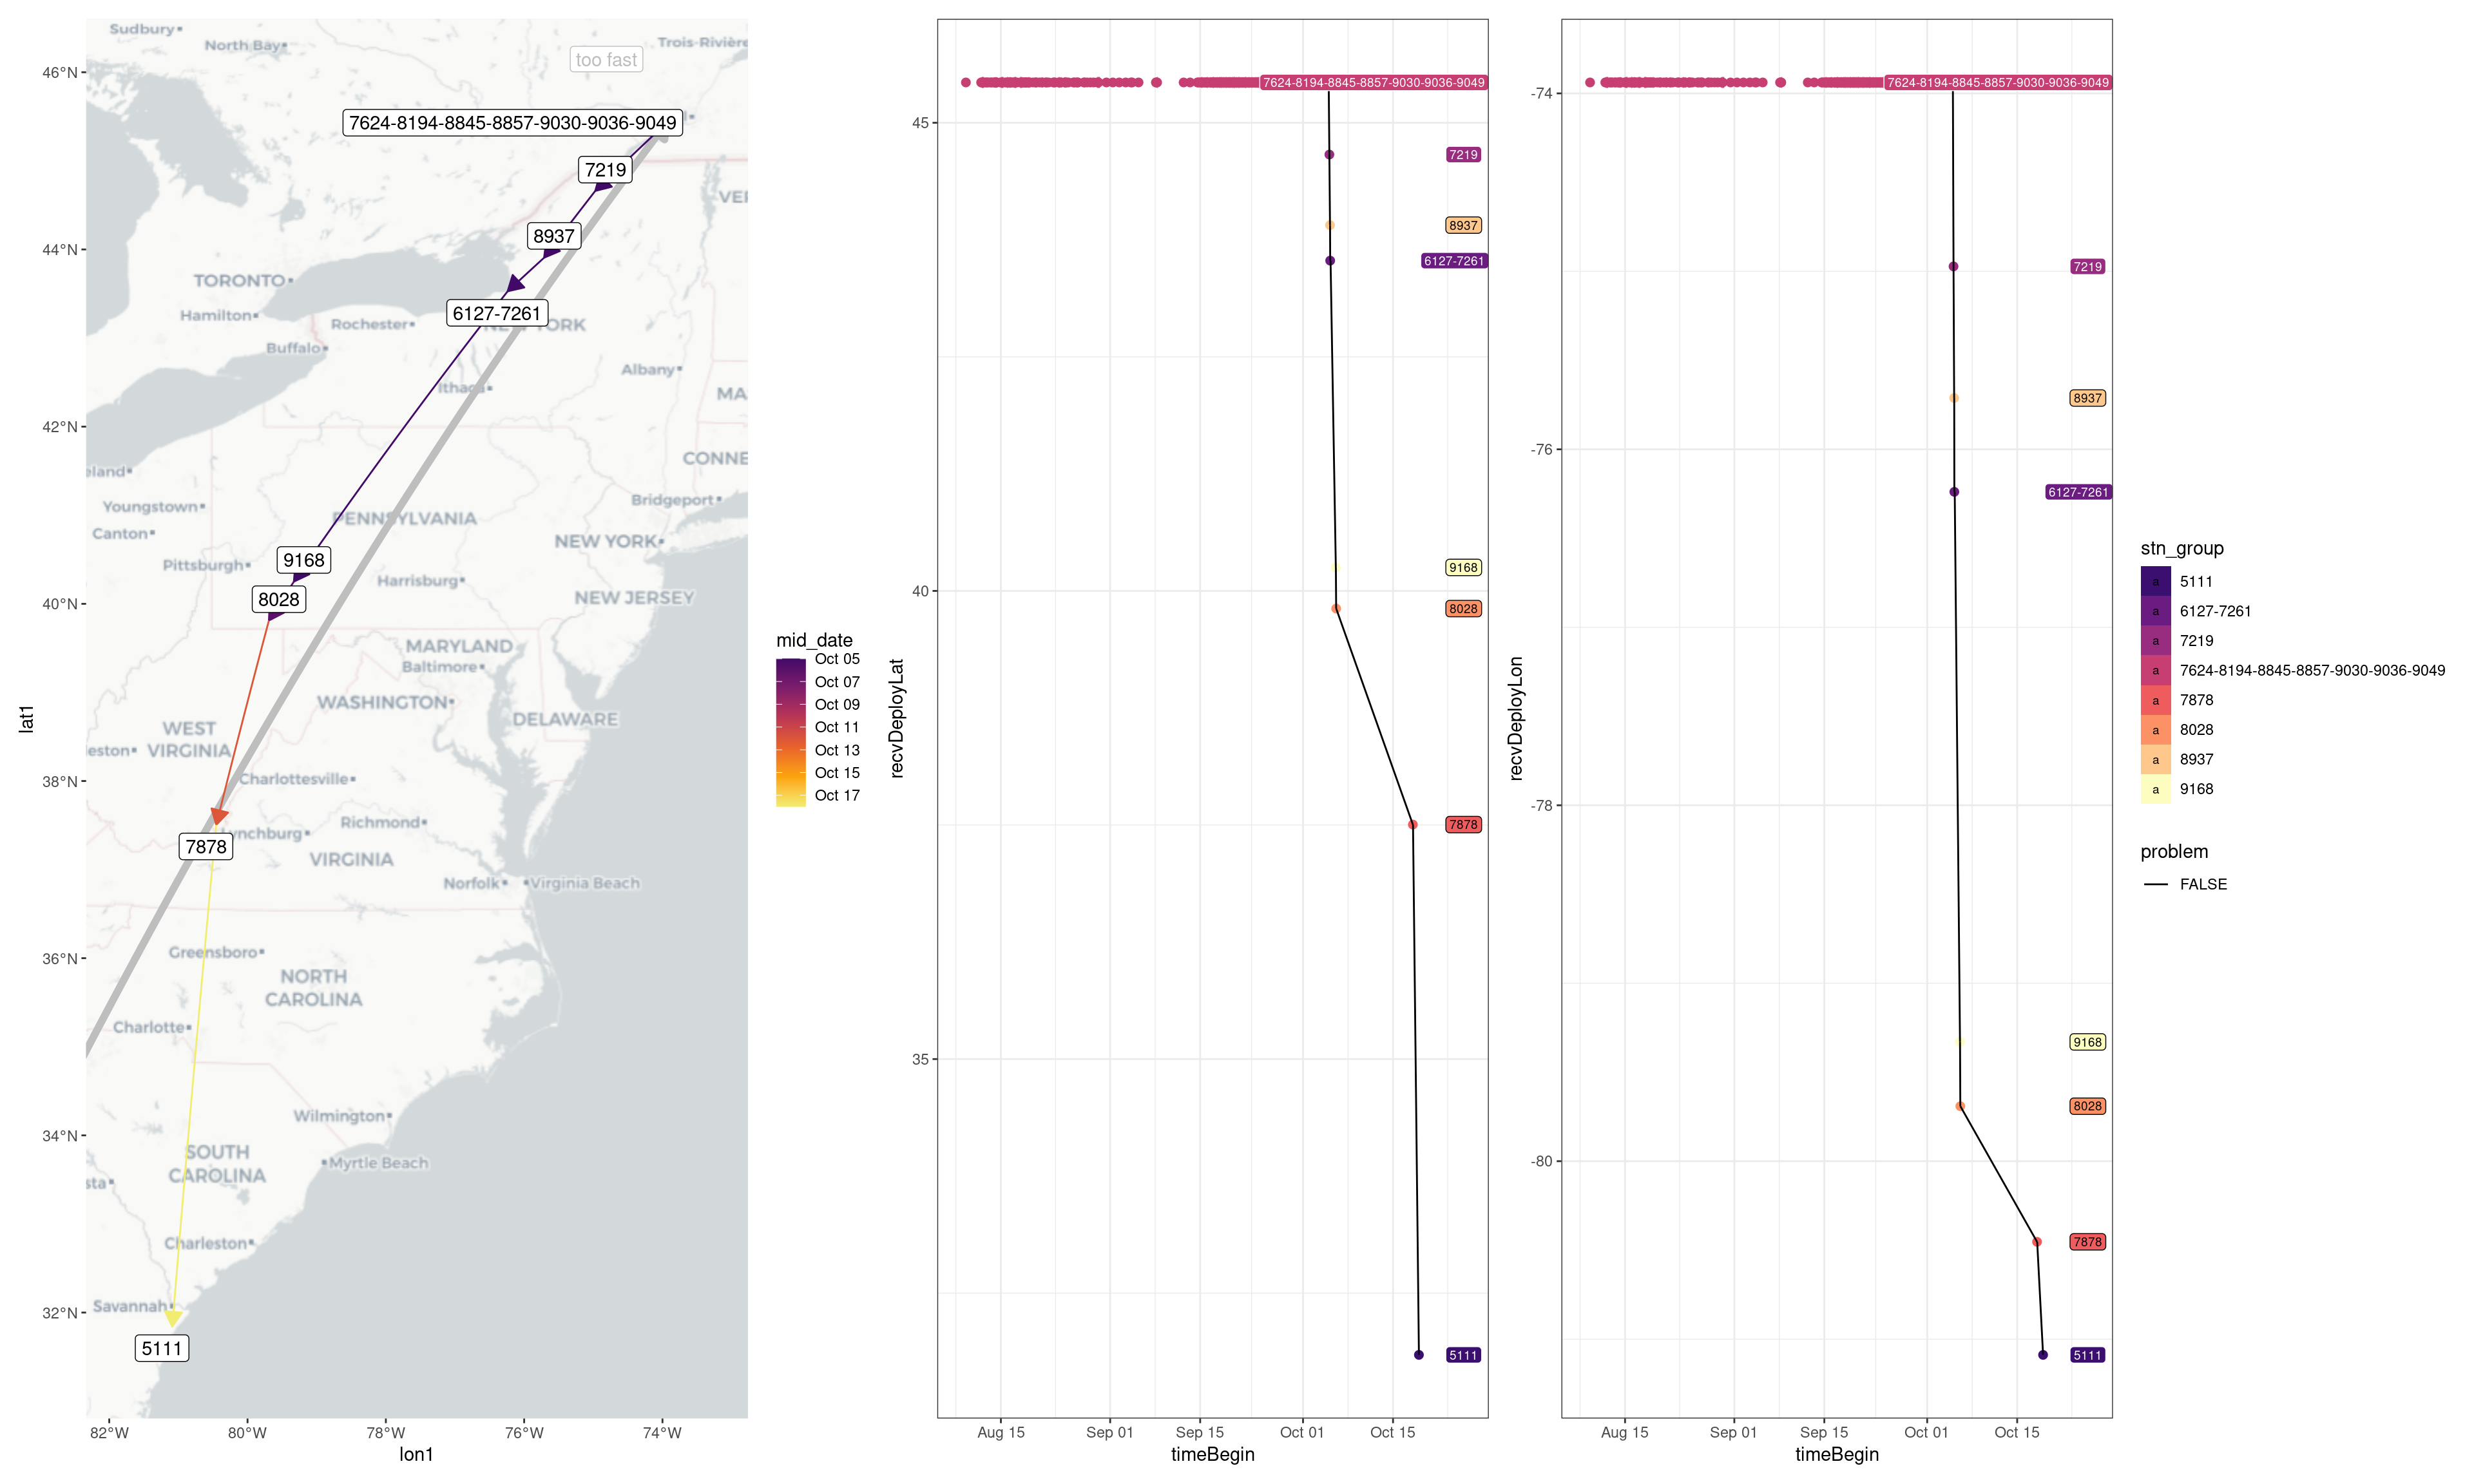 Sudbury
North Bay
too fast
Trois-Rivière
46°N
7624-8194-8845-8857-9030-9036-9049
7219
8937
44°N
TORONTO
Hamilton
Rochester
6127-7261
Buffalo
Albany
Ithaca
42°N
CONNE
eland
Youngstown
Bridgeport
Canton
PENNSYLVANIA
NEW YORK
9168
Pittsburgh
Harrisburg
8028
40°N
NEW JERSEY
MARYLAND
Baltimore
WASHINGTON
DELAWARE
WEST
VIRGINIA
eston
38°N
Charlottesville
Richmond
ynchburg
7878
VIRGINIA
Norfolk
Virginia Beach
36°N
Greensboro
NORTH
CAROLINA
Charlotte
Wilmington
34°N
SOUTH
CAROLINA
Myrtle Beach
sta
Charleston
32°N
Savannah
5111
82°W 80°W 78°W 76°W 74°W
lon1
lat1
mid_date
Oct 05
Oct 07
Oct 09
Oct 11
Oct 13
Oct 15
Oct 17
recvDeployLat
45
40
35
7624-8194-8845-8857-9030-9036-9049
7219
8937
6127-7261
9168
8028
7878
5111
Aug 15 Sep 01 Sep 15 Oct 01 Oct 15
timeBegin
recvDeployLon
-74
-76
-78
-80
7624-8194-8845-8857-9030-9036-9049
7219
8937
6127-7261
9168
8028
7878
5111
Aug 15 Sep 01 Sep 15 Oct 01 Oct 15
timeBegin
stn_group
a 5111
a 6127-7261
a 7219
a 7624-8194-8845-8857-9030-9036-9049
a 7878
a 8028
a 8937
a 9168
problem
FALSE